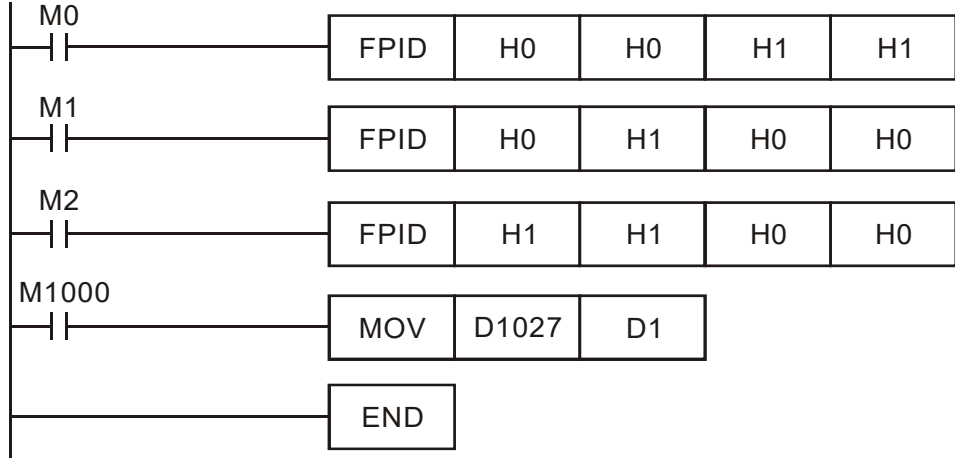 M0
FPID H0 H0 H1 H1
M1
FPID H0 H1 H0 H0
M2
FPID H1 H1 H0 H0
M1000
MOV D1027 D1
END